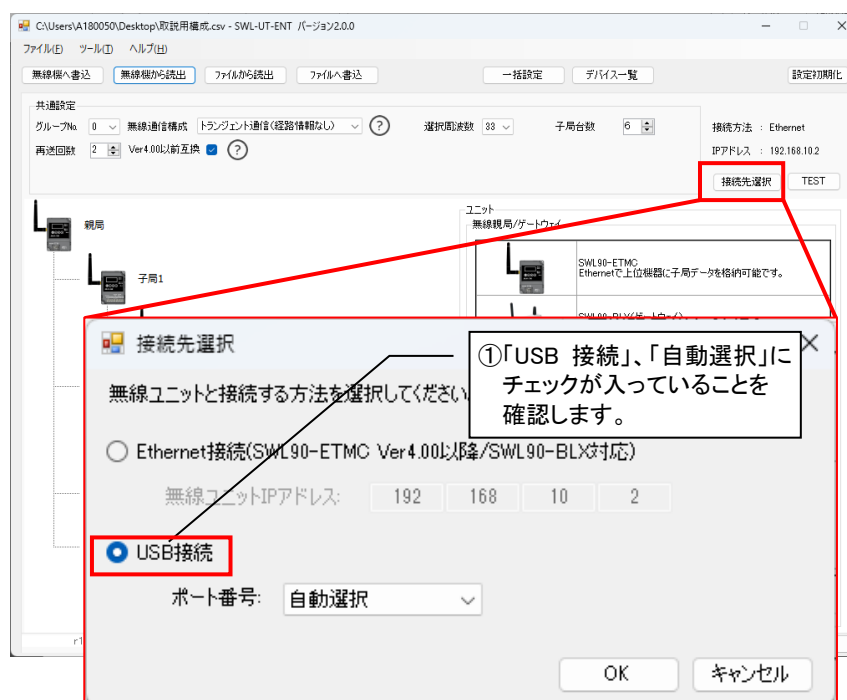 C:\Users\A180050\Desktop\取説用構成.csv - SWL-UT-ENT バージョン2.0.0
ファイル(F) ツール(T) ヘルプ(H)
無線機へ書込 無線機から読出 ファイルから読出 ファイルへ書込 一括設定 デバイス一覧 設定初期化
共通設定
グループNo. 0 無線通信構成 トランジェント通信(経路情報なし) ? 選択周波数 33 子局台数 6 接続方法 : Ethernet
再送回数 2 Ver4.00以前互換 ? IPアドレス : 192.168.10.2
接続先選択 TEST
ユニット
無線親局/ゲートウェイ
親局
SWL90-ETMC
Ethernetで上位機器に子局データを格納可能です。
子局1
接続先選択
①「USB 接続」、「自動選択」に
チェックが入っていることを
確認します。
無線ユニットと接続する方法を選択してください
Ethernet接続(SWL90-ETMC Ver4.00以降/SWL90-BLX対応)
無線ユニットIPアドレス: 192 168 10 2
USB接続
ポート番号: 自動選択
r1
OK キャンセル